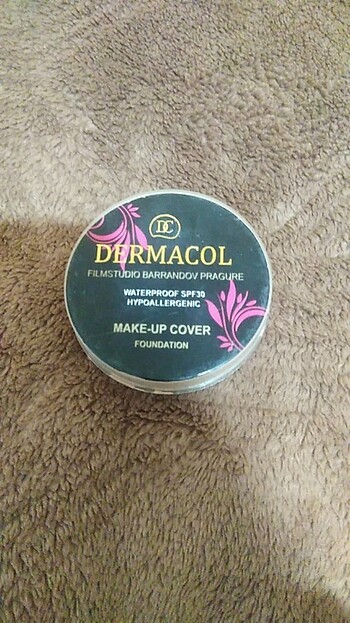 DC
DERMACOL
FILMSTUDIO BARRANDOV PRAGURE
WATERPROOF SPF30
HYPOALLERGENIC
MAKE-UP COVER
FOUNDATION